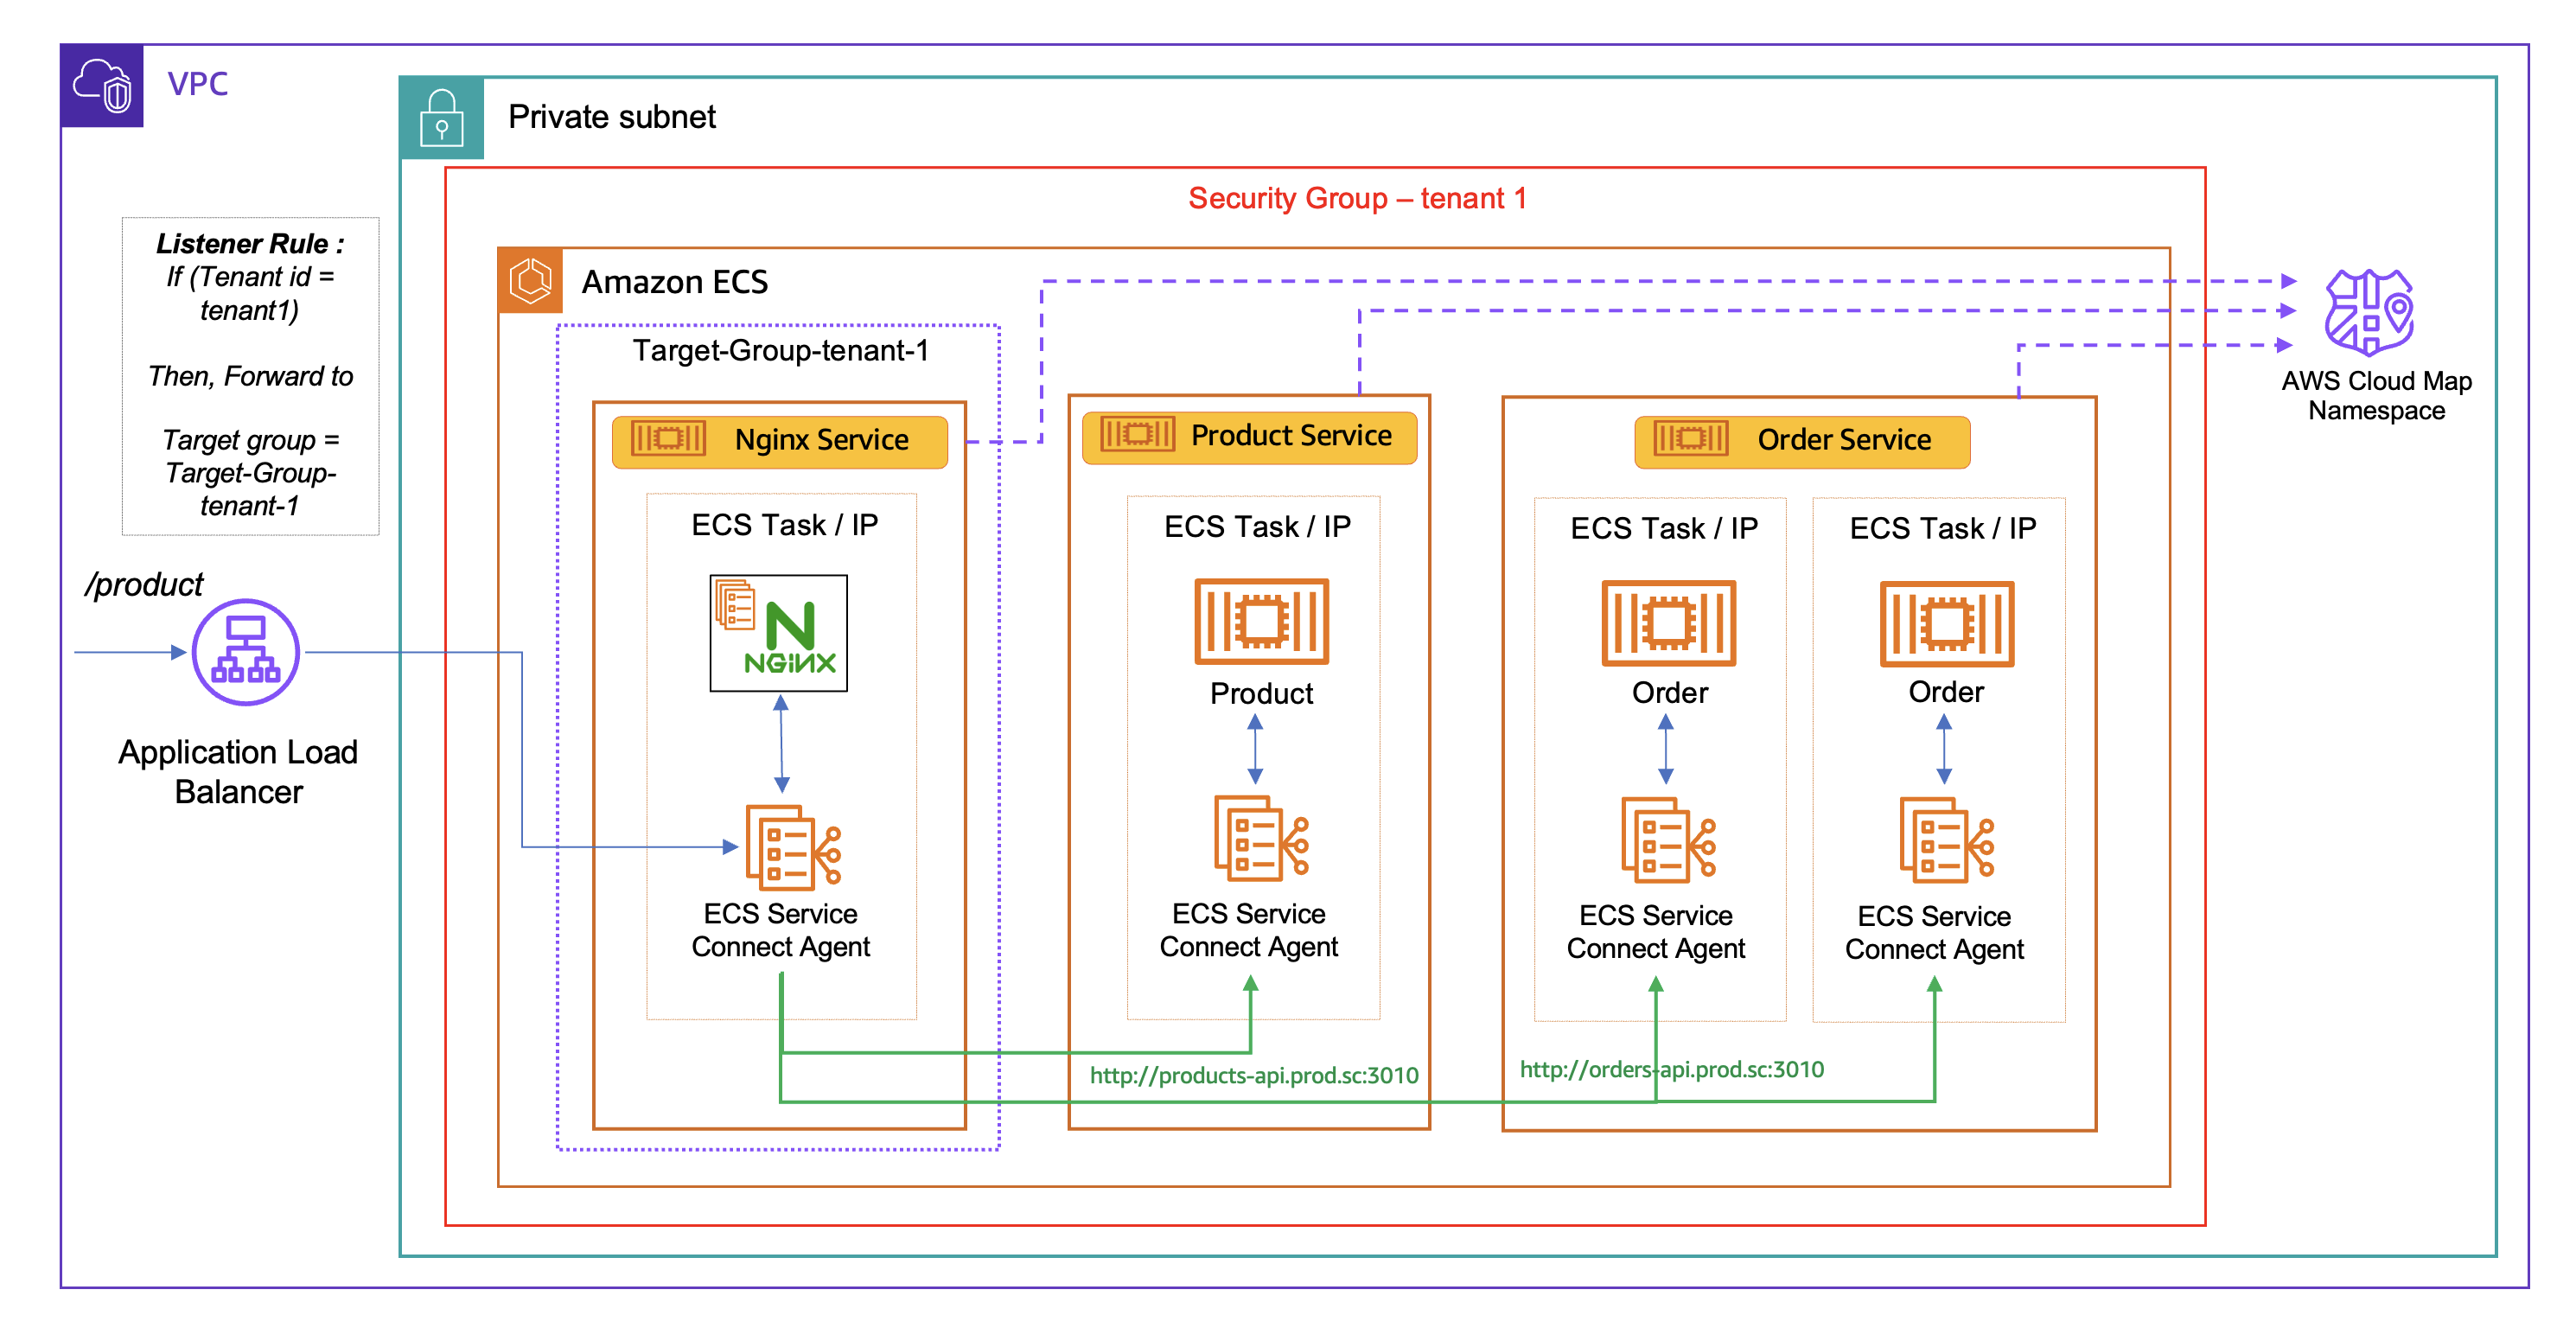 VPC
Private subnet
Security Group – tenant 1
Listener Rule :
If (Tenant id =
tenant1)
Then, Forward to
Target group =
Target-Group-
tenant-1
/product
Application Load
Balancer
Amazon ECS
Target-Group-tenant-1
Nginx Service
ECS Task / IP
NGINX
ECS Service
Connect Agent
Product Service
ECS Task / IP
Product
ECS Service
Connect Agent
http://products-api.prod.sc:3010
Order Service
ECS Task / IP
Order
ECS Service
Connect Agent
ECS Task / IP
Order
ECS Service
Connect Agent
http://orders-api.prod.sc:3010
AWS Cloud Map
Namespace